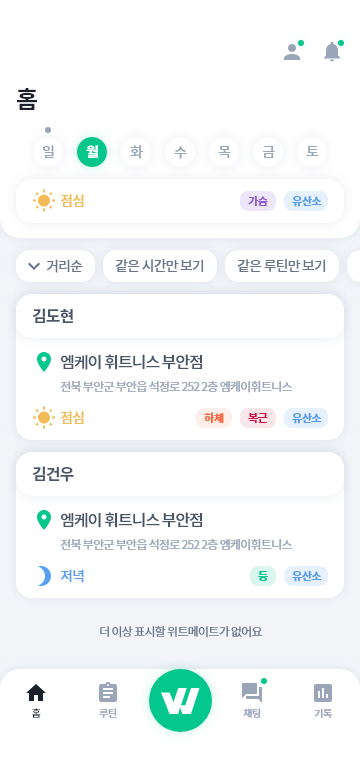 홈
일 월 화 수 목 금 토
점심 가슴 유산소
거리순 같은 시간만 보기 같은 루틴만 보기
김도현
엠케이 휘트니스 부안점
전북 부안군 부안읍 석정로 252 2층 엠케이휘트니스
점심 하체 복근 유산소
김건우
엠케이 휘트니스 부안점
전북 부안군 부안읍 석정로 252 2층 엠케이휘트니스
저녁 등 유산소
더 이상 표시할 위트메이트가 없어요
홈 루틴 W 채팅 기록